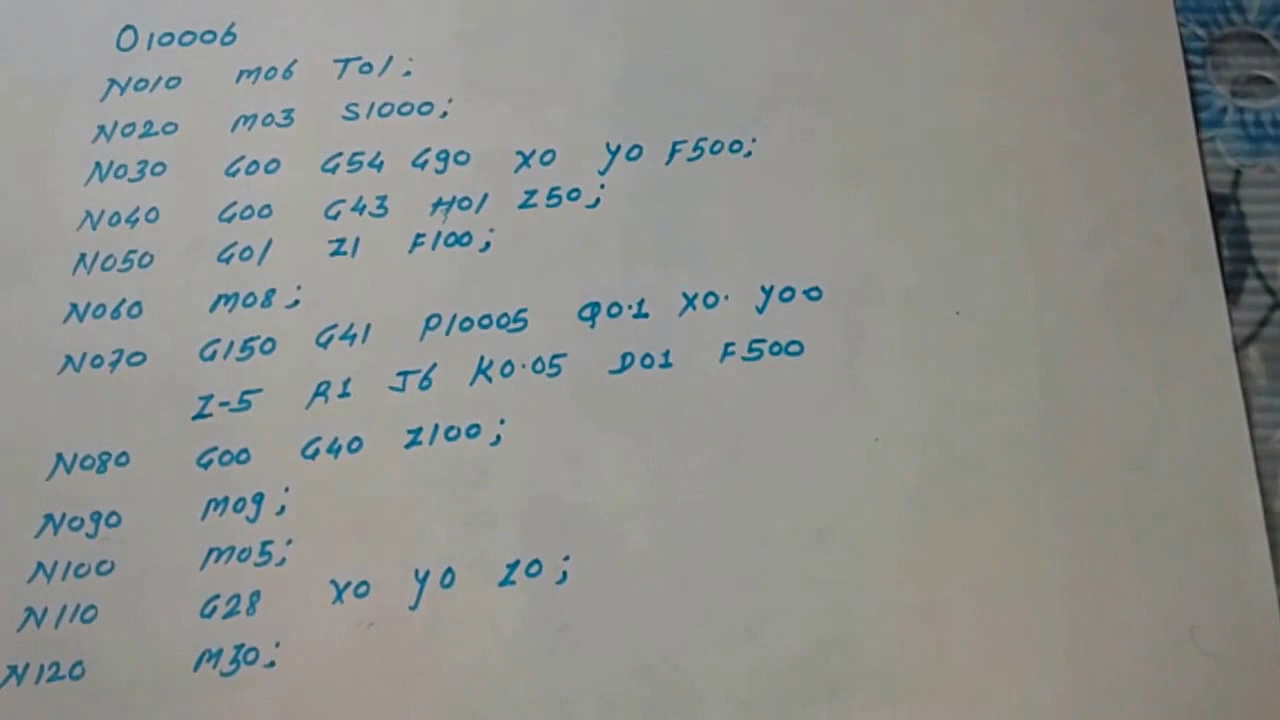 O10006
N010 M06 T01;
N020 M03 S1000;
N030 G00 G54 G90 X0 Y0 F500;
N040 G00 G43 H01 Z50;
N050 G01 Z1 F100;
N060 M08;
N070 G150 G41 P10005 Q0.1 X0. Y00
Z-5 R1 J6 K0.05 D01 F500
N080 G00 G40 Z100;
N090 M09;
N100 M05;
N110 G28 X0 Y0 Z0;
N120 M30;